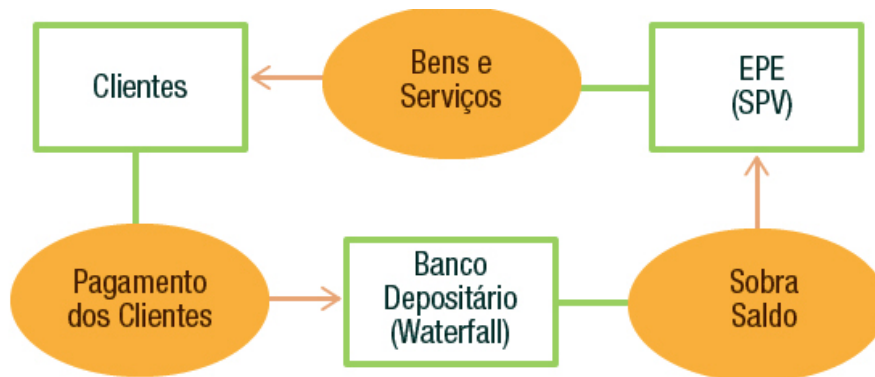 Clientes
Bens e
Serviços
EPE
(SPV)
Pagamento
dos Clientes
Banco
Depositário
(Waterfall)
Sobra
Saldo